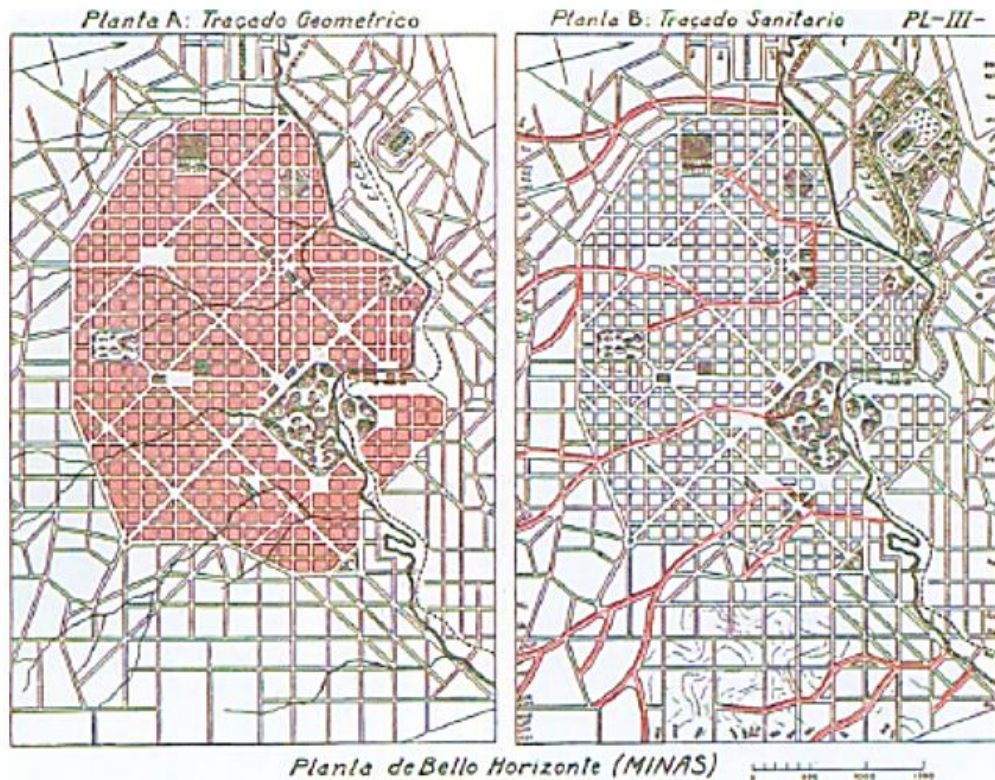 Planta A: Traçado Geometrico
Planta B: Traçado Sanitario
PL-III-
Planta de Bello Horizonte (MINAS)